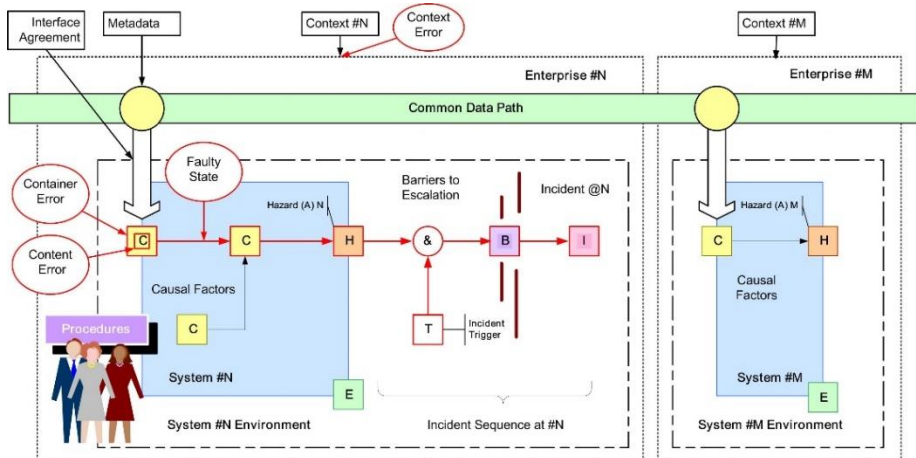 Interface
Agreement
Metadata
Context #N
Context
Error
Context #M
Enterprise #N
Enterprise #M
Common Data Path
Container
Error
Faulty
State
Barriers to
Escalation
Incident @N
Hazard (A) N
Hazard (A) M
C
C
H
&
B
I
C
H
Content
Error
Causal Factors
Causal
Factors
C
T
Incident
Trigger
Procedures
System #N
System #M
E
E
System #N Environment
Incident Sequence at #N
System #M Environment